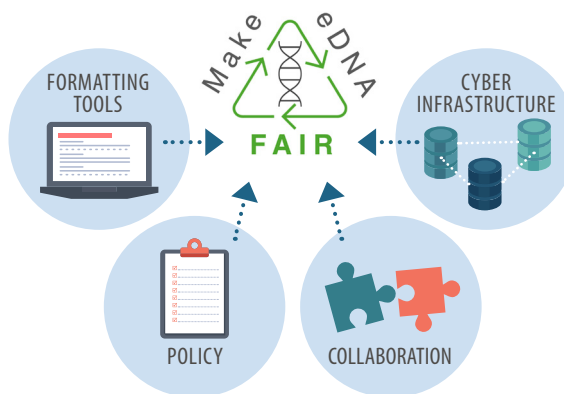 Make eDNA
FAIR
FORMATTING
TOOLS
CYBER
INFRASTRUCTURE
POLICY
COLLABORATION